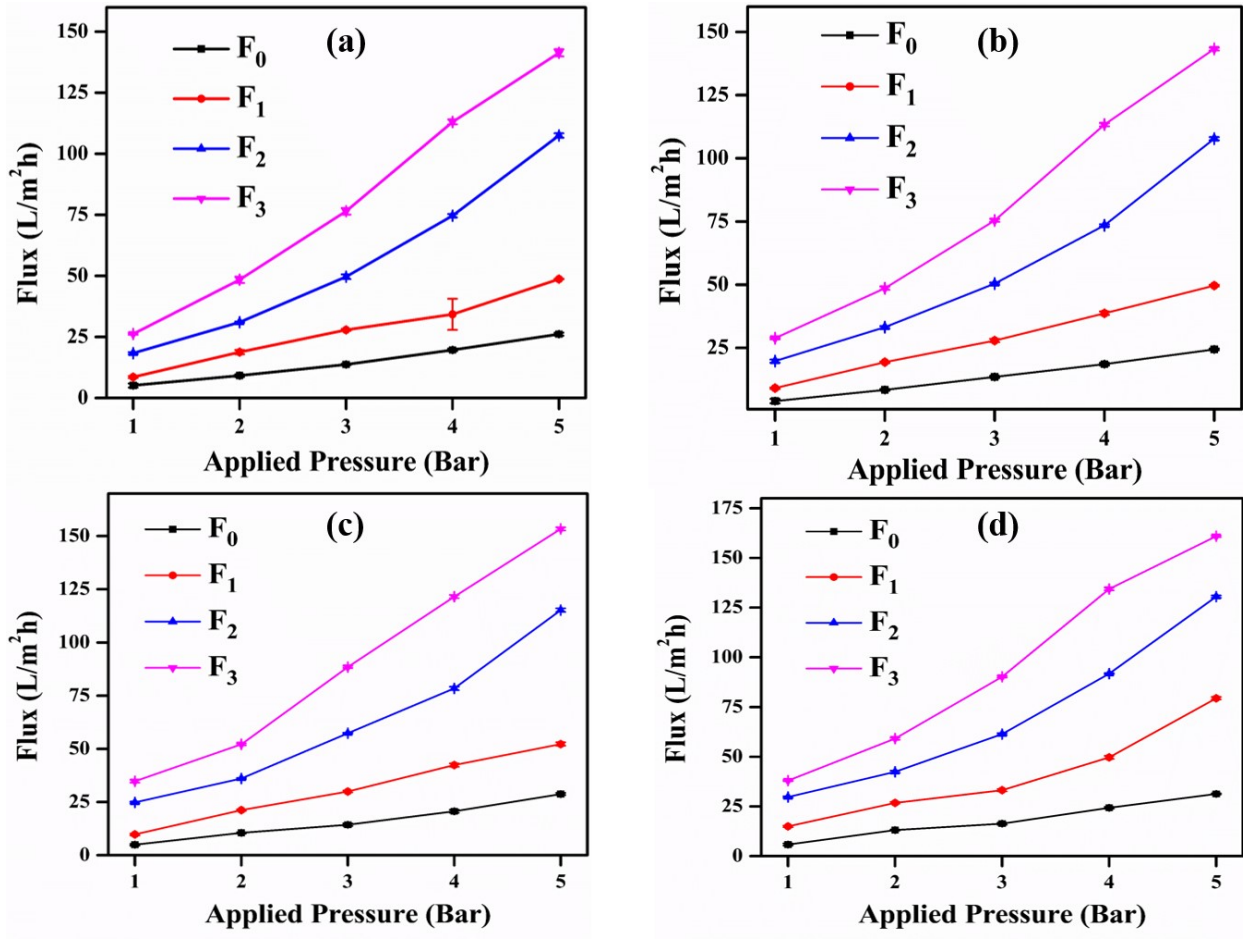 (a)
F₀
F₁
F₂
F₃
Flux (L/m²h)
150
125
100
75
50
25
0
1 2 3 4 5
Applied Pressure (Bar)
(b)
F₀
F₁
F₂
F₃
Flux (L/m²h)
150
125
100
75
50
25
1 2 3 4 5
Applied Pressure (Bar)
(c)
F₀
F₁
F₂
F₃
Flux (L/m²h)
150
125
100
75
50
25
0
1 2 3 4 5
Applied Pressure (Bar)
(d)
F₀
F₁
F₂
F₃
Flux (L/m²h)
175
150
125
100
75
50
25
0
1 2 3 4 5
Applied Pressure (Bar)